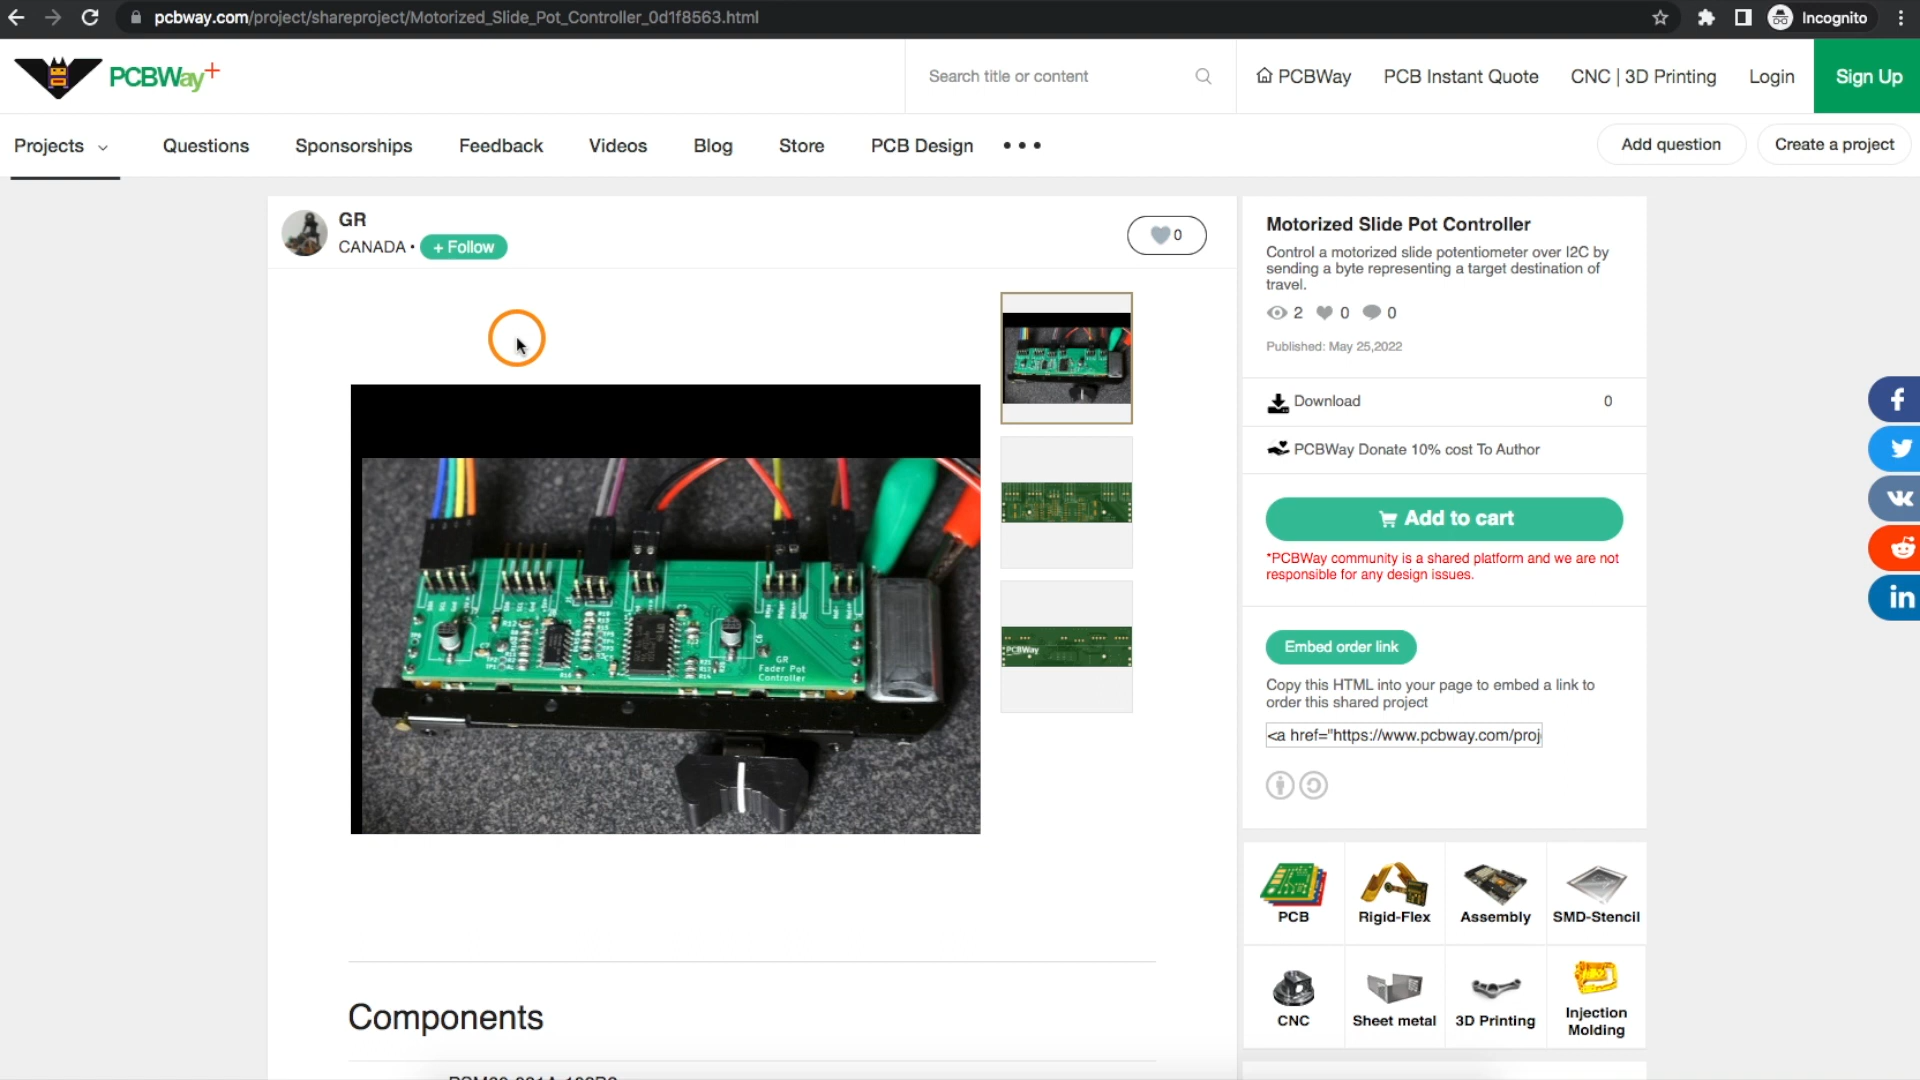 pcbway.com/project/shareproject/Motorized_Slide_Pot_Controller_0d1f8563.html
Incognito
PCBWay+
Search title or content
PCBWay
PCB Instant Quote
CNC | 3D Printing
Login
Sign Up
Projects
Questions
Sponsorships
Feedback
Videos
Blog
Store
PCB Design
Add question
Create a project
GR
CANADA • + Follow
0
GR
Fader Pot
Controller
PCBWay
Motorized Slide Pot Controller
Control a motorized slide potentiometer over I2C by
sending a byte representing a target destination of
travel.
2 0 0
Published: May 25,2022
Download 0
PCBWay Donate 10% cost To Author
Add to cart
*PCBWay community is a shared platform and we are not
responsible for any design issues.
Embed order link
Copy this HTML into your page to embed a link to
order this shared project
<a href="https://www.pcbway.com/proj
PCB
Rigid-Flex
Assembly
SMD-Stencil
CNC
Sheet metal
3D Printing
Injection
Molding
Components